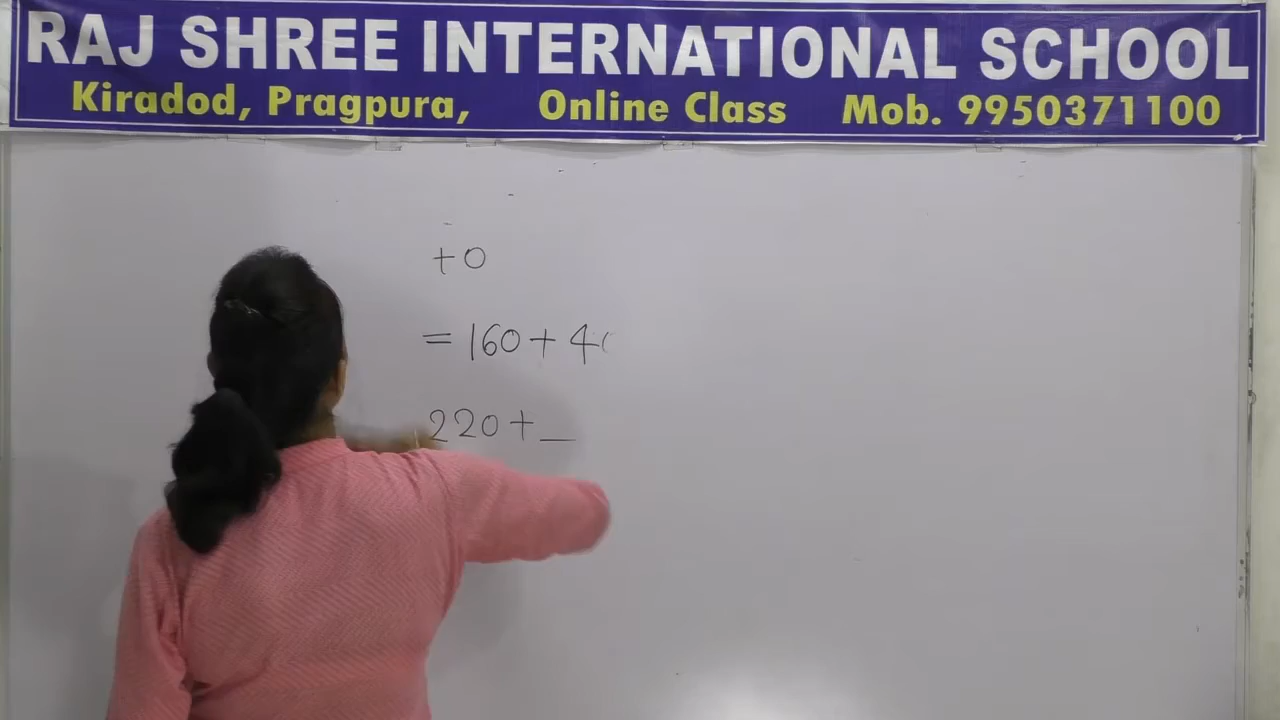 RAJ SHREE INTERNATIONAL SCHOOL
Kiradod, Pragpura, Online Class Mob. 9950371100
+0
= 160 + 4
220 + _